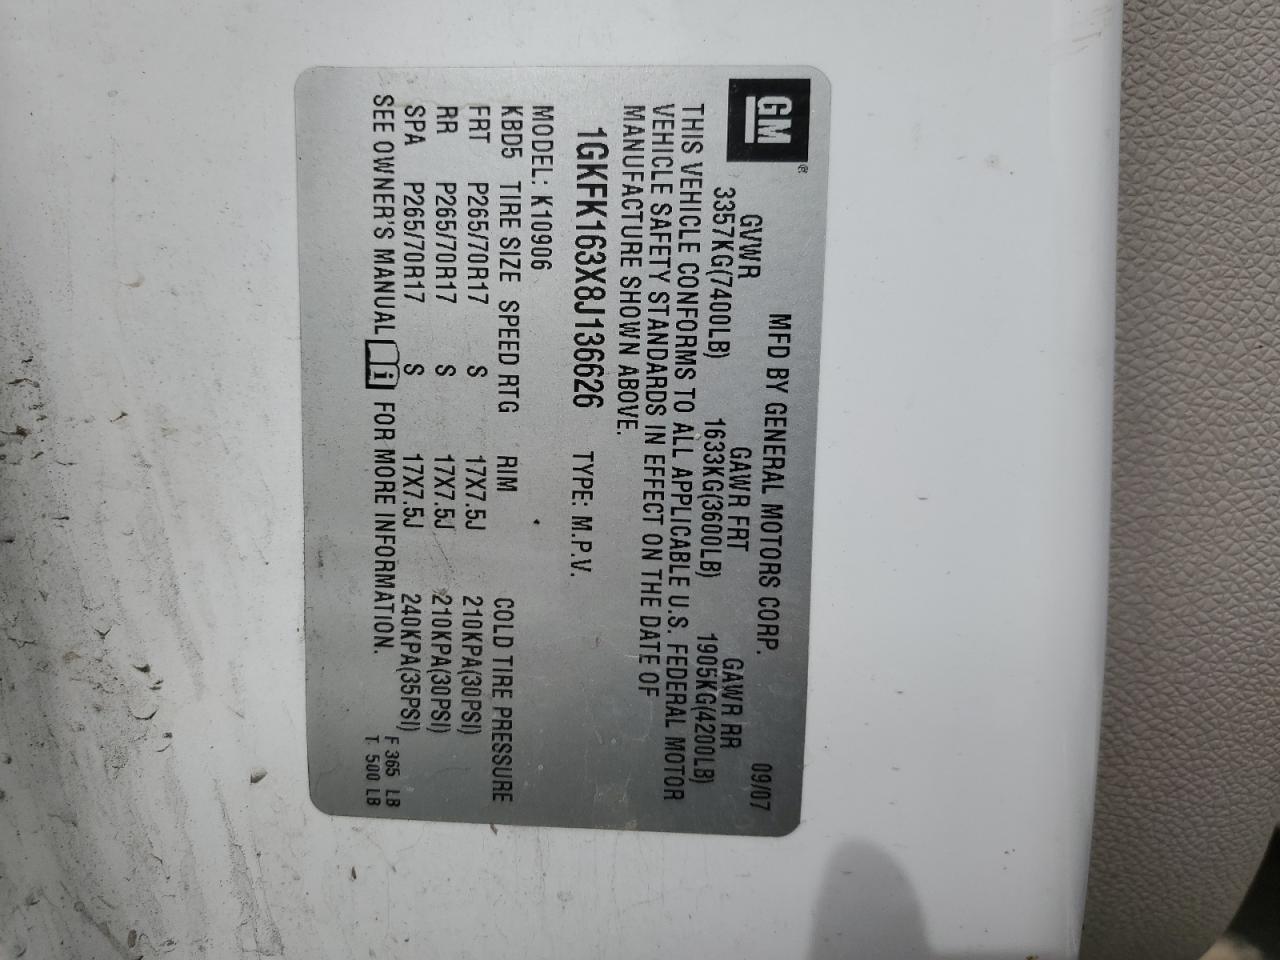 GM
MFD BY GENERAL MOTORS CORP. 09/07
GVWR GAWR FRT GAWR RR
3357KG(7400LB) 1633KG(3600LB) 1905KG(4200LB)
THIS VEHICLE CONFORMS TO ALL APPLICABLE U.S. FEDERAL MOTOR
VEHICLE SAFETY STANDARDS IN EFFECT ON THE DATE OF
MANUFACTURE SHOWN ABOVE.
1GKFK163X8J136626 TYPE: M.P.V.
MODEL: K10906
KBD5 TIRE SIZE SPEED RTG RIM COLD TIRE PRESSURE
FRT P265/70R17 S 17X7.5J 210KPA(30PSI)
RR P265/70R17 S 17X7.5J 210KPA(30PSI)
SPA P265/70R17 S 17X7.5J 240KPA(35PSI)
SEE OWNER'S MANUAL i FOR MORE INFORMATION.
F 365 LB
T 500 LB